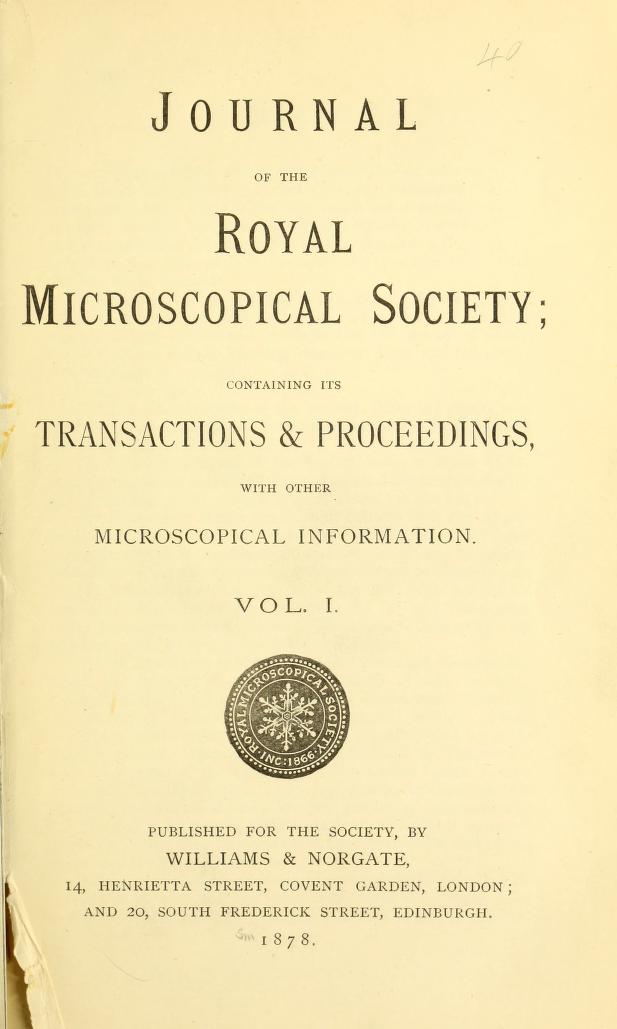 40
JOURNAL
OF THE
ROYAL
MICROSCOPICAL SOCIETY;
CONTAINING ITS
TRANSACTIONS & PROCEEDINGS,
WITH OTHER
MICROSCOPICAL INFORMATION.
VOL. I.
ROYAL MICROSCOPICAL SOCIETY
·INC: 1866·
PUBLISHED FOR THE SOCIETY, BY
WILLIAMS & NORGATE,
14, HENRIETTA STREET, COVENT GARDEN, LONDON;
AND 20, SOUTH FREDERICK STREET, EDINBURGH.
1878.